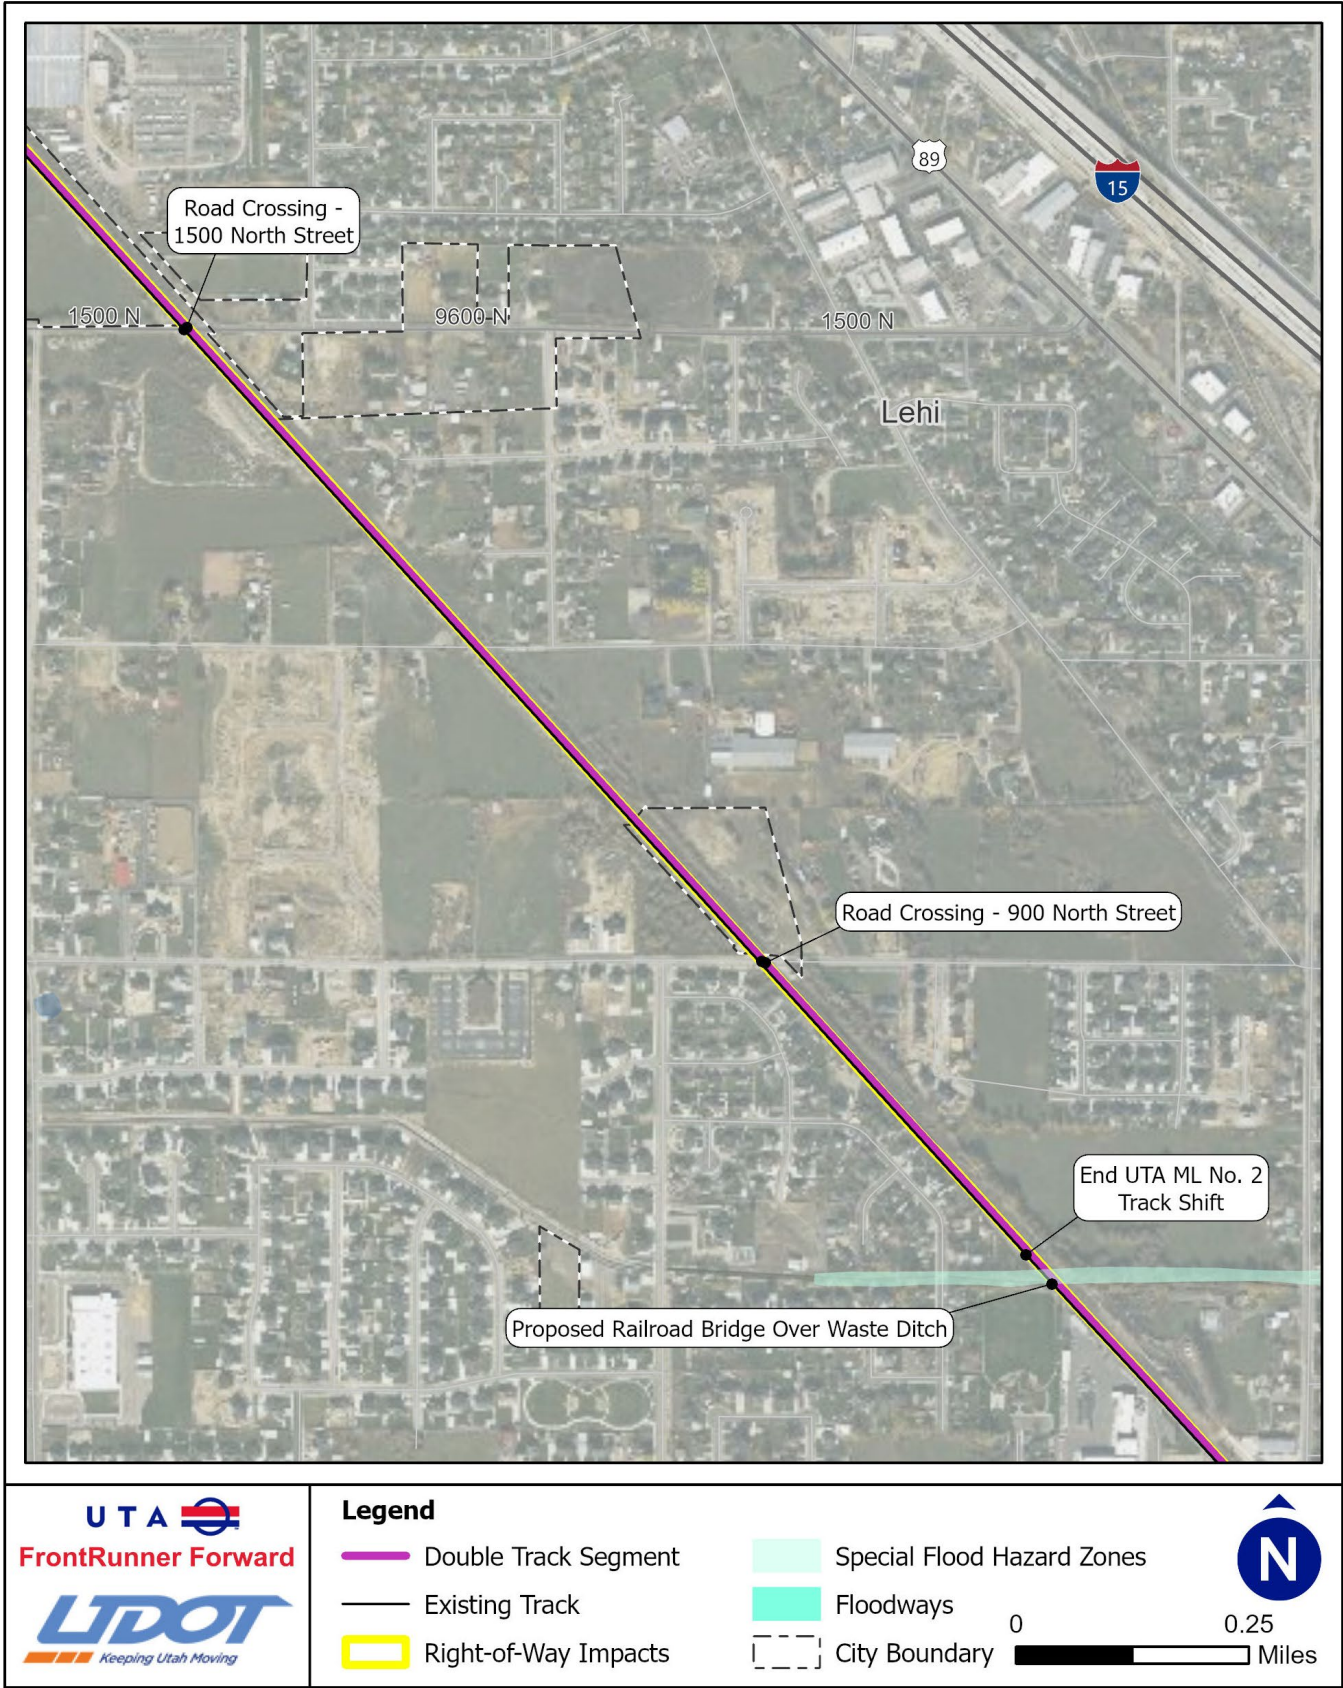 89
15
Road Crossing -
1500 North Street
1500 N
9600 N
1500 N
Lehi
Road Crossing - 900 North Street
End UTA ML No. 2
Track Shift
Proposed Railroad Bridge Over Waste Ditch
UTA
FrontRunner Forward
UDOT
Keeping Utah Moving
Legend
Double Track Segment
Existing Track
Right-of-Way Impacts
Special Flood Hazard Zones
Floodways
City Boundary
N
0 0.25
Miles